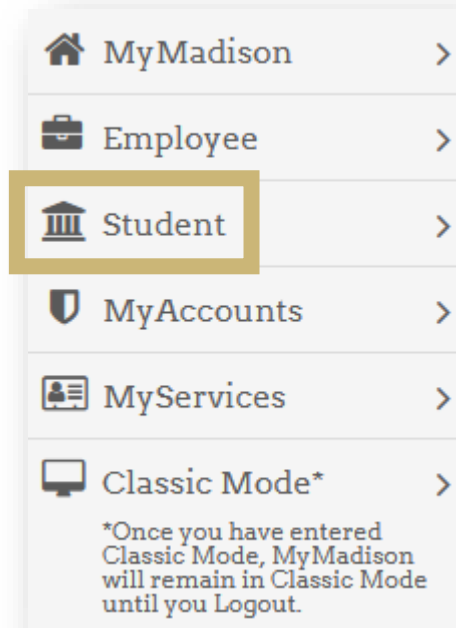 MyMadison
Employee
Student
MyAccounts
MyServices
Classic Mode*
*Once you have entered
Classic Mode, MyMadison
will remain in Classic Mode
until you Logout.